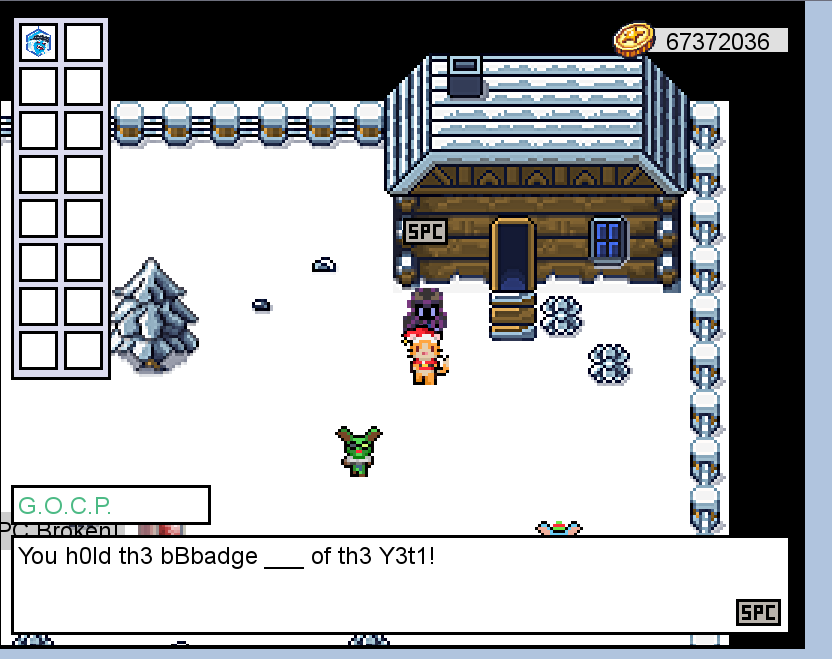 67372036
SPC
G.O.C.P.
PC Broken!
You h0ld th3 bBbadge ___ of th3 Y3t1!
SPC